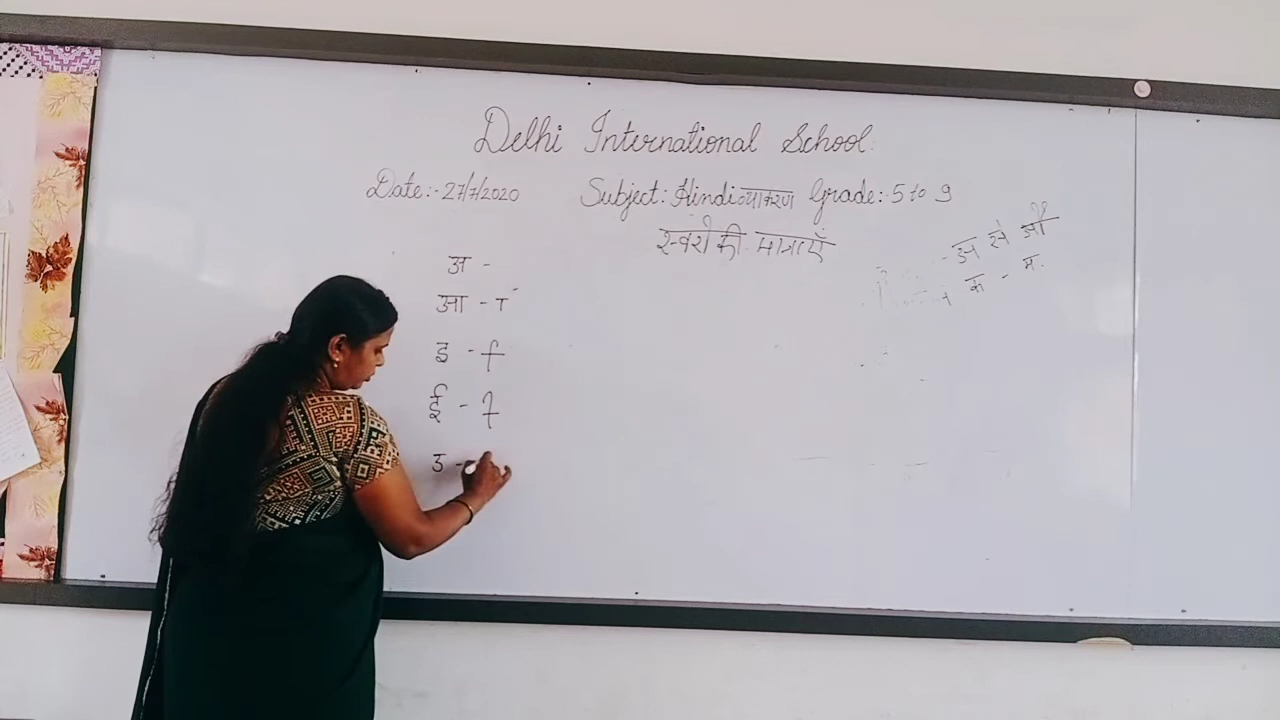 Delhi International School
Date:- 27/7/2020 Subject: Hindi व्याकरण Grade:- 5 to 9
स्वरों की मात्राएँ
अ -
आ - ा
इ - ि
ई - ी
उ -
- अ से औ
क - म